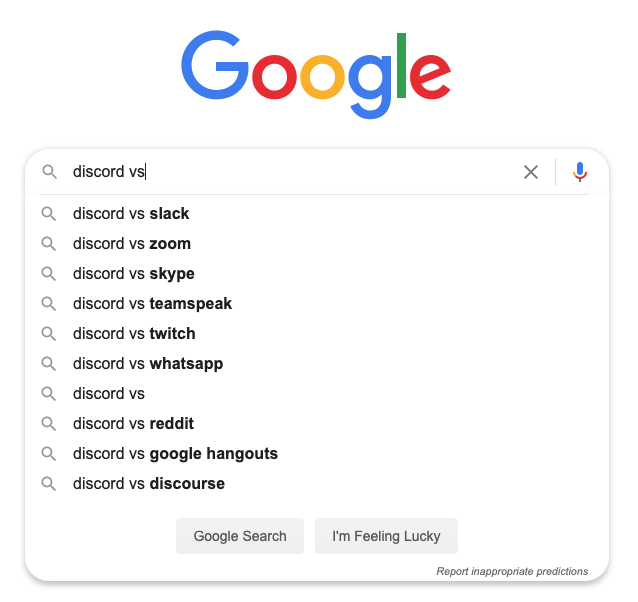 Google
discord vs
discord vs slack
discord vs zoom
discord vs skype
discord vs teamspeak
discord vs twitch
discord vs whatsapp
discord vs
discord vs reddit
discord vs google hangouts
discord vs discourse
Google Search I'm Feeling Lucky
Report inappropriate predictions